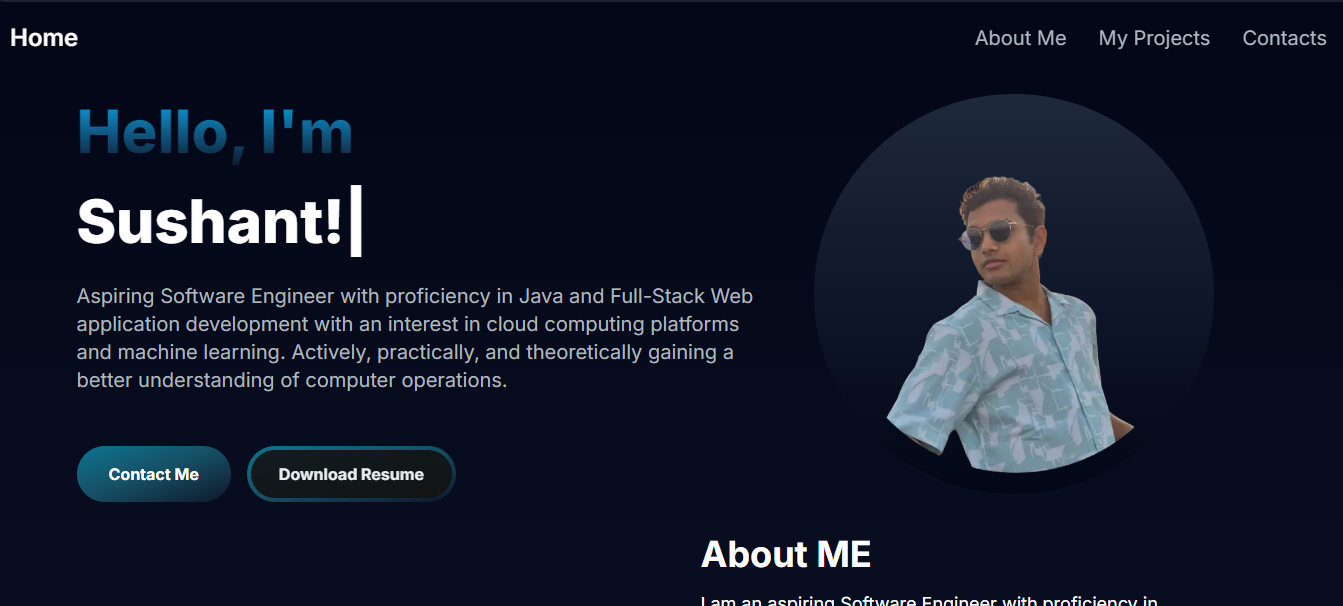 Home
About Me
My Projects
Contacts
Hello, I'm
Sushant!
Aspiring Software Engineer with proficiency in Java and Full-Stack Web
application development with an interest in cloud computing platforms
and machine learning. Actively, practically, and theoretically gaining a
better understanding of computer operations.
Contact Me
Download Resume
About ME
I am an aspiring Software Engineer with proficiency in